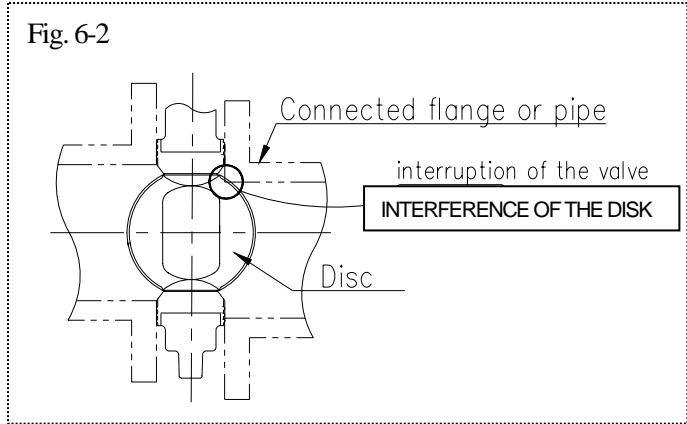 Fig. 6-2
Connected flange or pipe
interruption of the valve
INTERFERENCE OF THE DISK
Disc